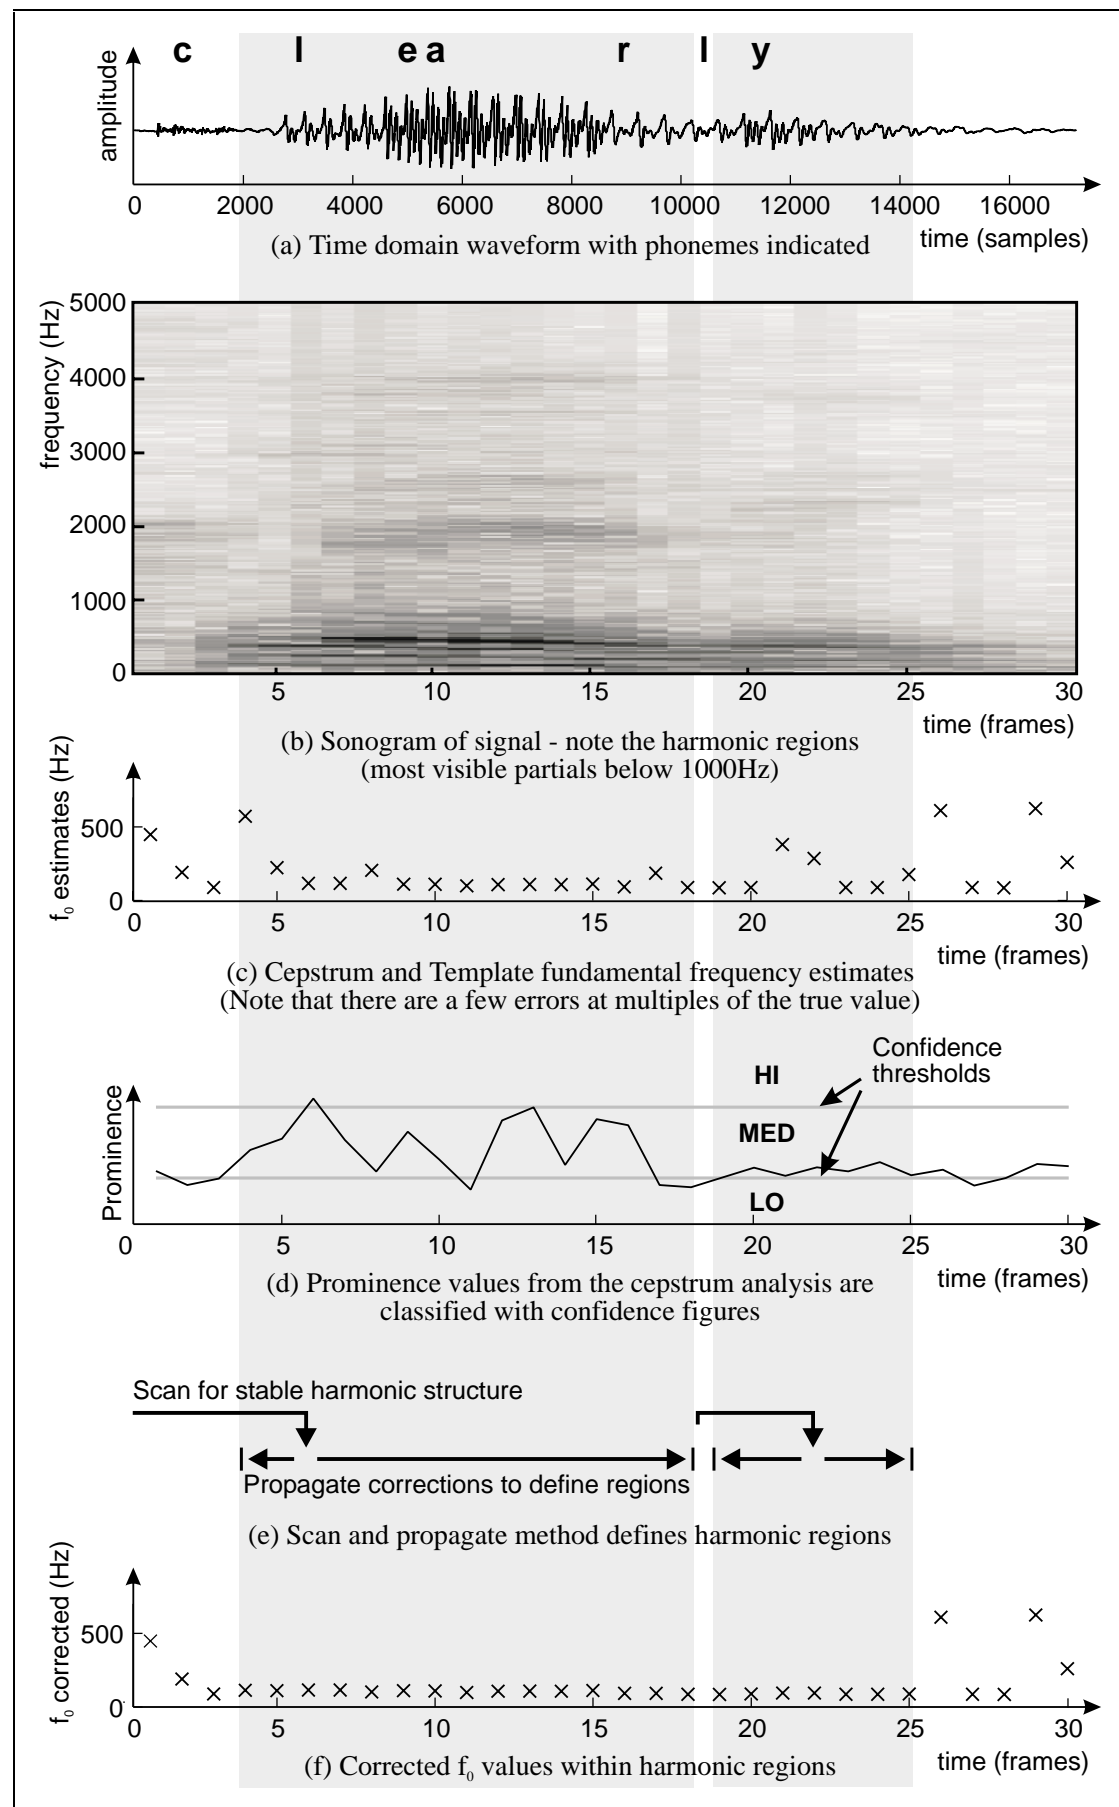 c l e a r l y
amplitude
0 2000 4000 6000 8000 10000 12000 14000 16000
time (samples)
(a) Time domain waveform with phonemes indicated
frequency (Hz)
5000
4000
3000
2000
1000
0
5 10 15 20 25 30
time (frames)
(b) Sonogram of signal - note the harmonic regions
(most visible partials below 1000Hz)
f₀ estimates (Hz)
500
0
0 5 10 15 20 25 30
time (frames)
(c) Cepstrum and Template fundamental frequency estimates
(Note that there are a few errors at multiples of the true value)
Prominence
Confidence
thresholds
HI
MED
LO
0 5 10 15 20 25 30
time (frames)
(d) Prominence values from the cepstrum analysis are
classified with confidence figures
Scan for stable harmonic structure
Propagate corrections to define regions
(e) Scan and propagate method defines harmonic regions
f₀ corrected (Hz)
500
0
0 5 10 15 20 25 30
time (frames)
(f) Corrected f₀ values within harmonic regions